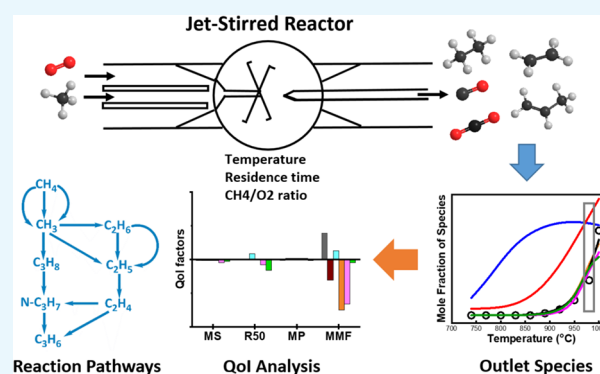 Jet-Stirred Reactor
Temperature
Residence time
CH4/O2 ratio
CH₄
CH₃
C₂H₆
C₃H₈
C₂H₅
N-C₃H₇
C₂H₄
C₃H₆
Reaction Pathways
QoI factors
MS R50 MP MMF
QoI Analysis
Mole Fraction of Species
700 750 800 850 900 950 1000
Temperature (°C)
Outlet Species